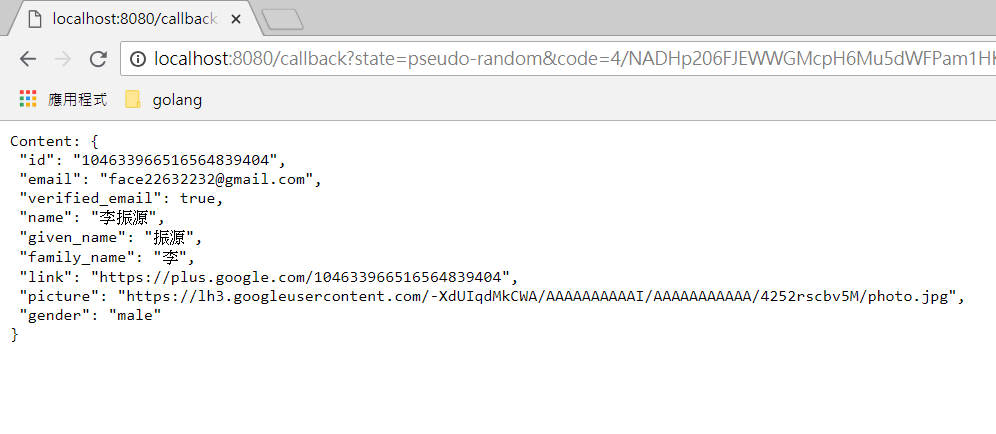 localhost:8080/callback
localhost:8080/callback?state=pseudo-random&code=4/NADHp206FJEWWGMcpH6Mu5dWFPam1HK
應用程式 golang
Content: {
"id": "104633966516564839404",
"email": "face22632232@gmail.com",
"verified_email": true,
"name": "李振源",
"given_name": "振源",
"family_name": "李",
"link": "https://plus.google.com/104633966516564839404",
"picture": "https://lh3.googleusercontent.com/-XdUIqdMkCWA/AAAAAAAAAAI/AAAAAAAAAAA/4252rscbv5M/photo.jpg",
"gender": "male"
}